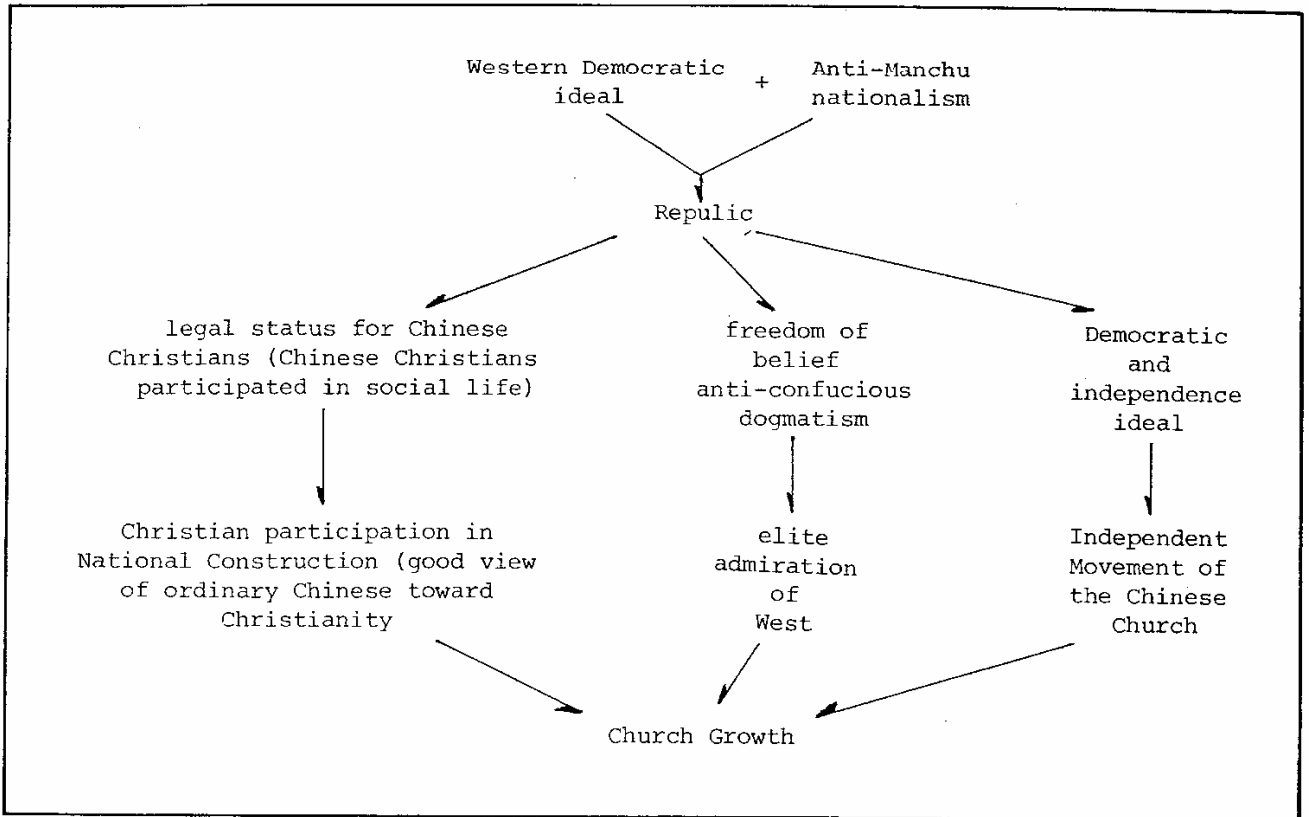 Western Democratic
ideal
+
Anti-Manchu
nationalism
Repulic
legal status for Chinese
Christians (Chinese Christians
participated in social life)
freedom of
belief
anti-confucious
dogmatism
Democratic
and
independence
ideal
Christian participation in
National Construction (good view
of ordinary Chinese toward
Christianity
elite
admiration
of
West
Independent
Movement of
the Chinese
Church
Church Growth